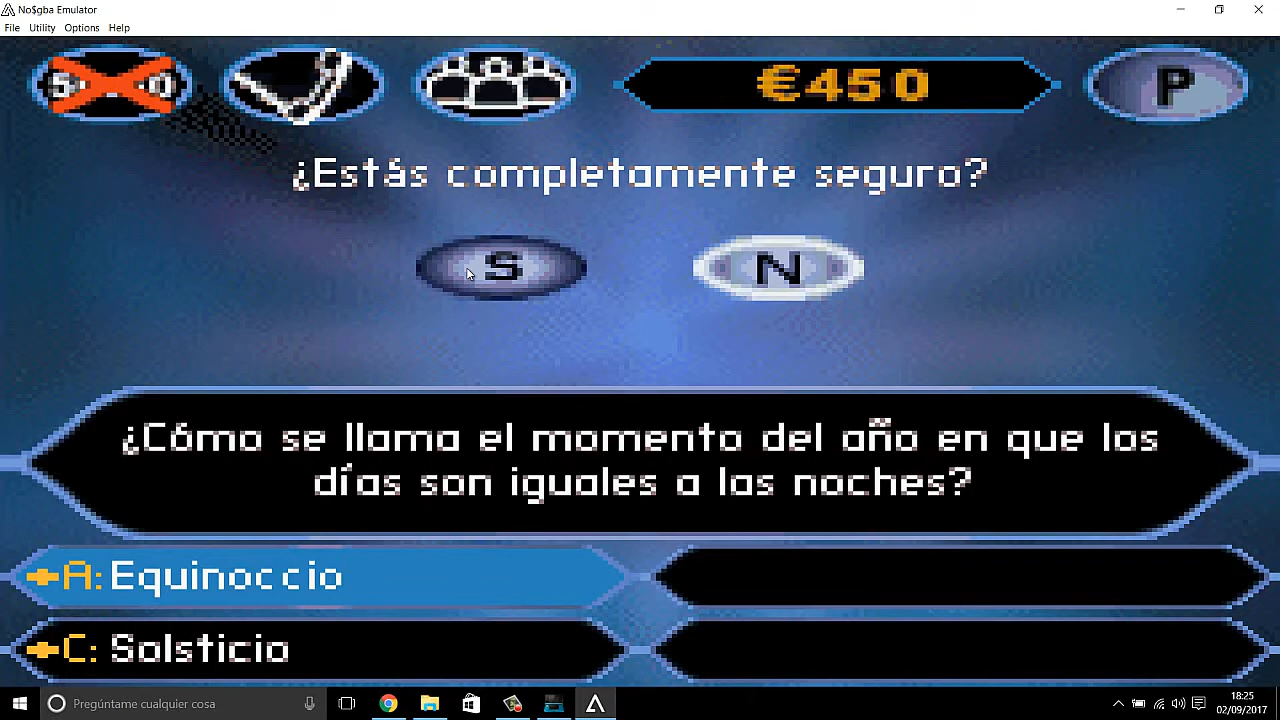 No$gba Emulator
File Utility Options Help
€450
P
¿Estás completamente seguro?
S N
¿Cómo se llama el momento del año en que los
días son iguales a las noches?
A: Equinoccio
C: Solsticio
Pregúntame cualquier cosa
18:25
02/09/2017